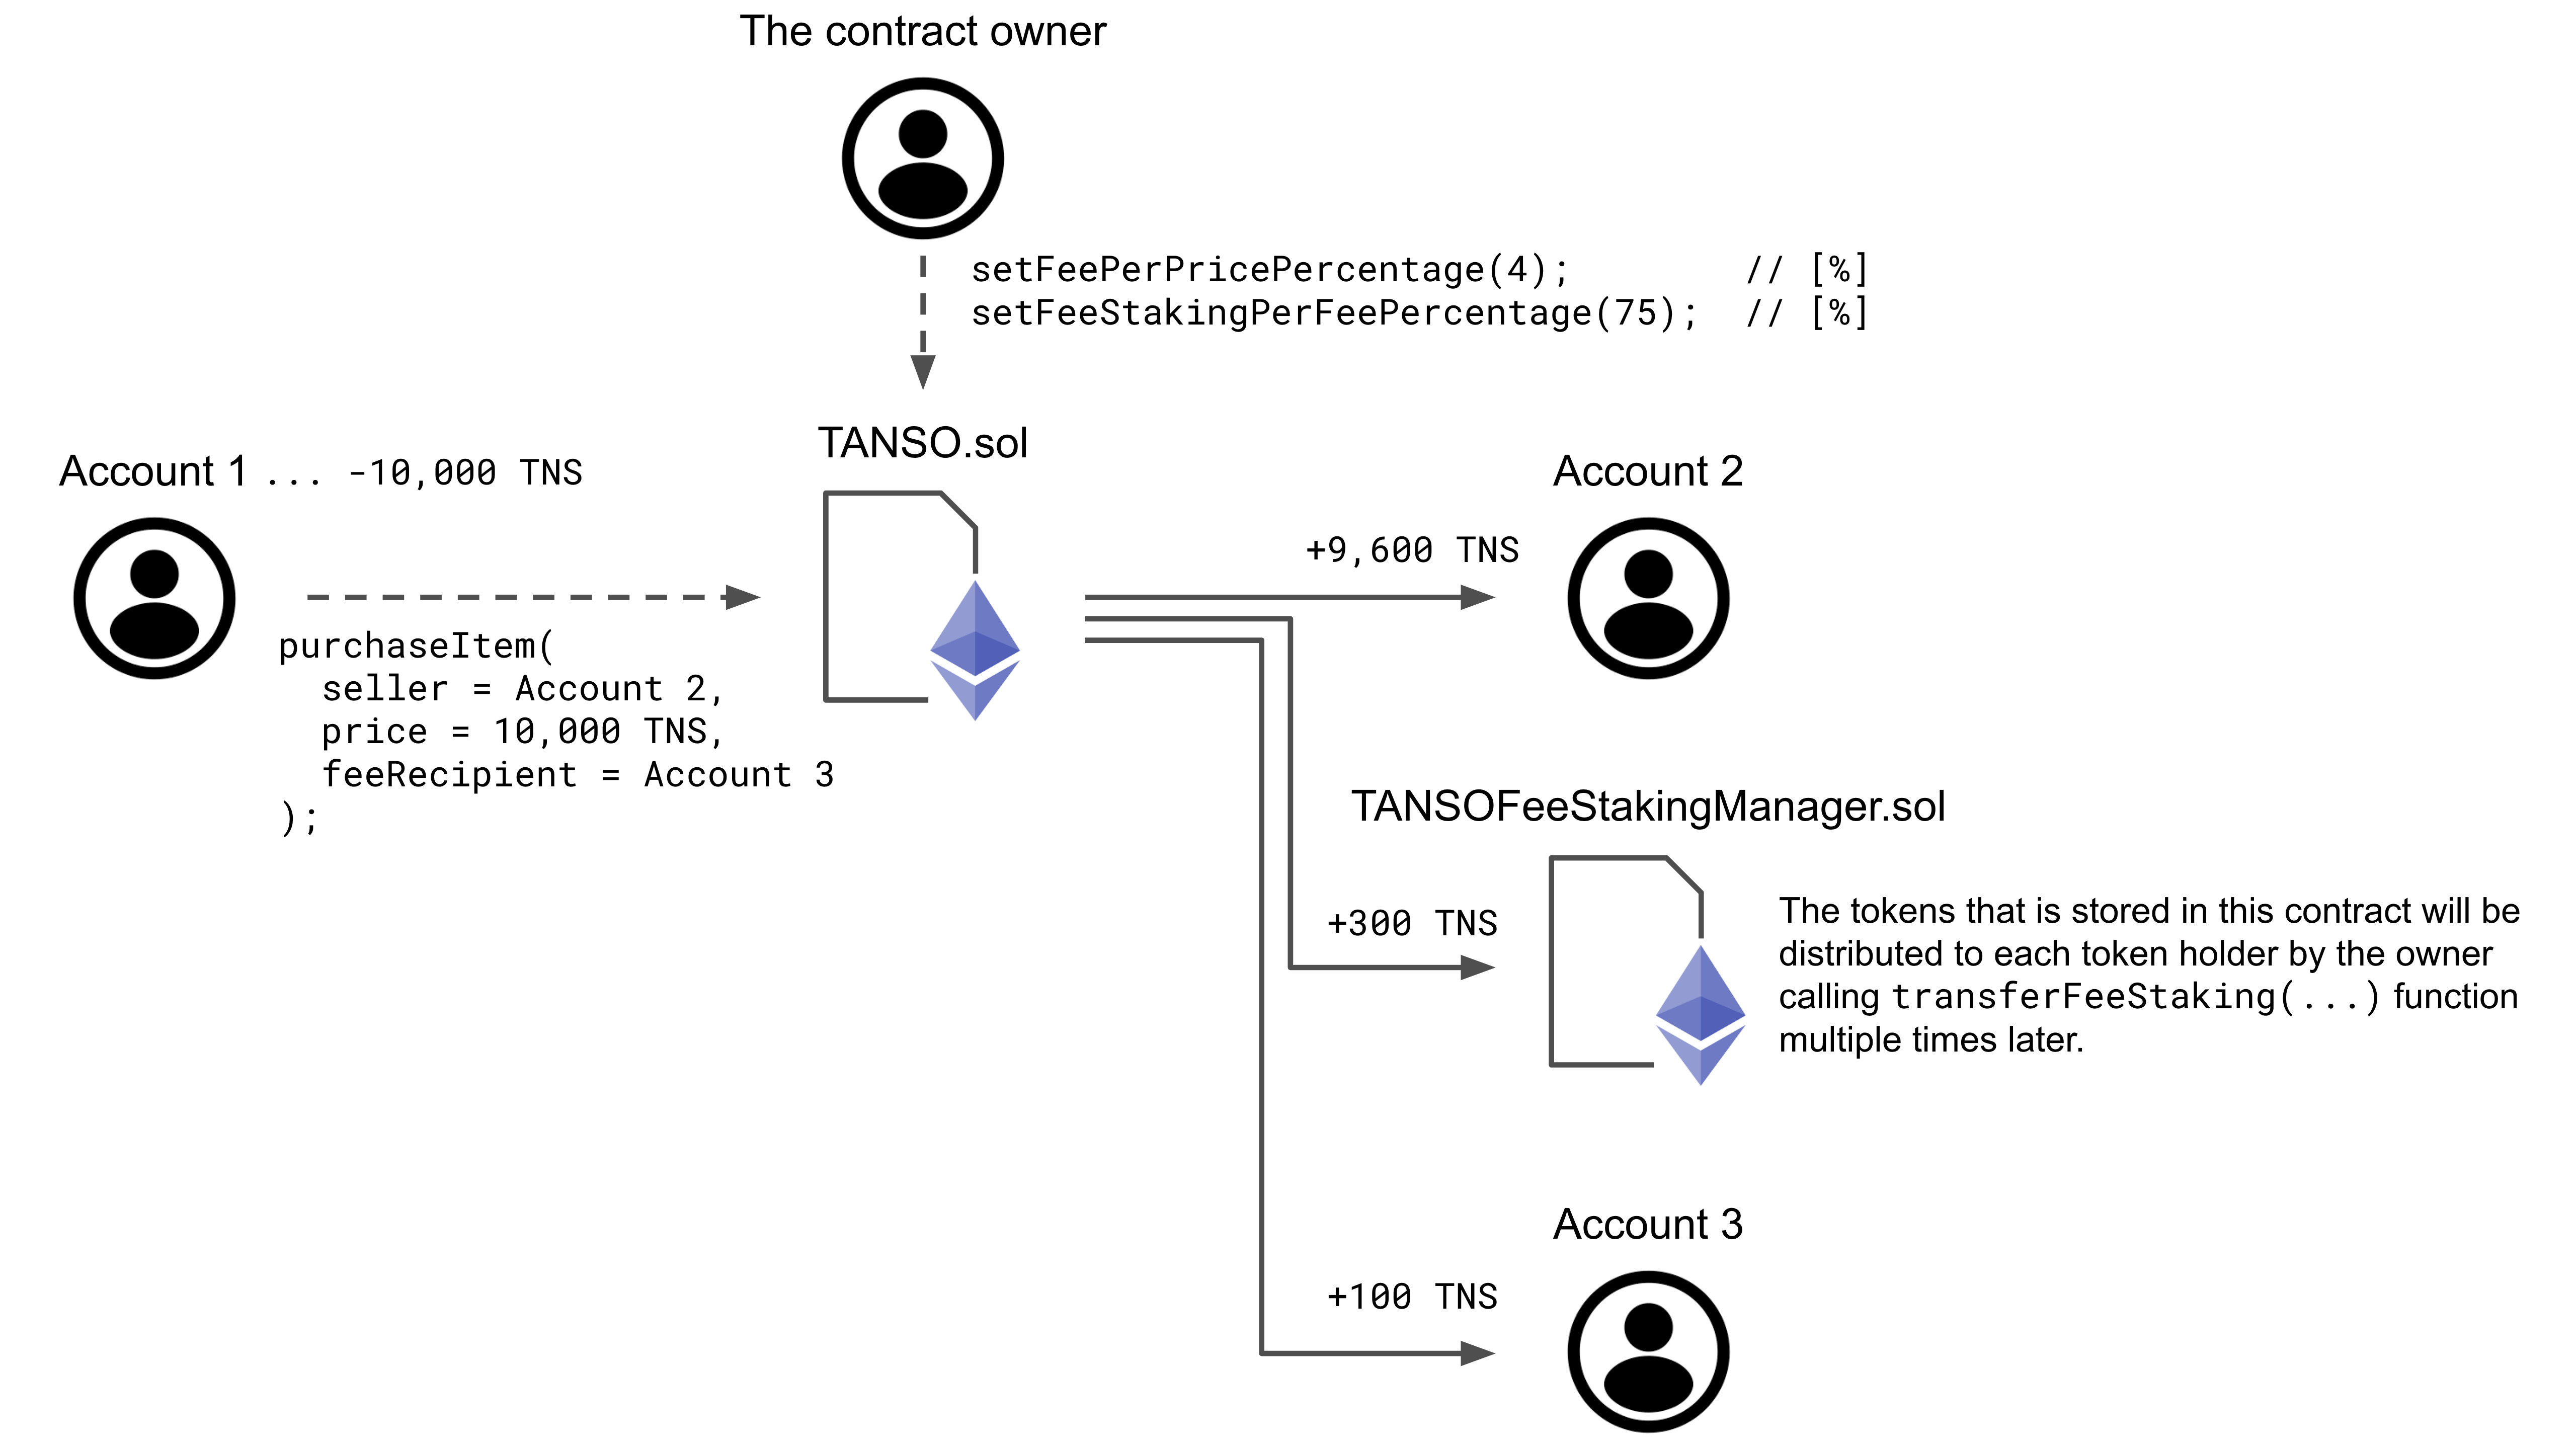 The contract owner
setFeePerPricePercentage(4);        // [%]
setFeeStakingPerFeePercentage(75);  // [%]
TANSO.sol
Account 1 ... -10,000 TNS
purchaseItem(
  seller = Account 2,
  price = 10,000 TNS,
  feeRecipient = Account 3
);
Account 2
+9,600 TNS
TANSOFeeStakingManager.sol
+300 TNS
The tokens that is stored in this contract will be
distributed to each token holder by the owner
calling transferFeeStaking(...) function
multiple times later.
Account 3
+100 TNS